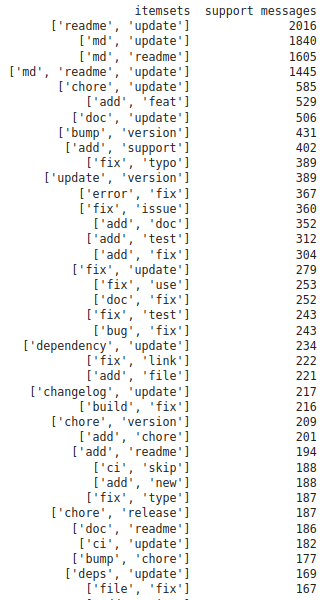 itemsets support messages
['readme', 'update'] 2016
['md', 'update'] 1840
['md', 'readme'] 1605
['md', 'readme', 'update'] 1445
['chore', 'update'] 585
['add', 'feat'] 529
['doc', 'update'] 506
['bump', 'version'] 431
['add', 'support'] 402
['fix', 'typo'] 389
['update', 'version'] 389
['error', 'fix'] 367
['fix', 'issue'] 360
['add', 'doc'] 352
['add', 'test'] 312
['add', 'fix'] 304
['fix', 'update'] 279
['fix', 'use'] 253
['doc', 'fix'] 252
['fix', 'test'] 243
['bug', 'fix'] 243
['dependency', 'update'] 234
['fix', 'link'] 222
['add', 'file'] 221
['changelog', 'update'] 217
['build', 'fix'] 216
['chore', 'version'] 209
['add', 'chore'] 201
['add', 'readme'] 194
['ci', 'skip'] 188
['add', 'new'] 188
['fix', 'type'] 187
['chore', 'release'] 187
['doc', 'readme'] 186
['ci', 'update'] 182
['bump', 'chore'] 177
['deps', 'update'] 169
['file', 'fix'] 167